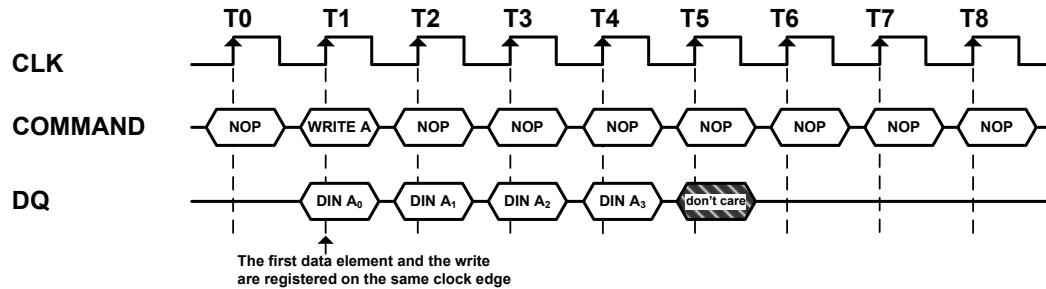 T0 T1 T2 T3 T4 T5 T6 T7 T8
CLK
COMMAND NOP WRITE A NOP NOP NOP NOP NOP NOP NOP
DQ DIN A₀ DIN A₁ DIN A₂ DIN A₃ don't care
The first data element and the write
are registered on the same clock edge